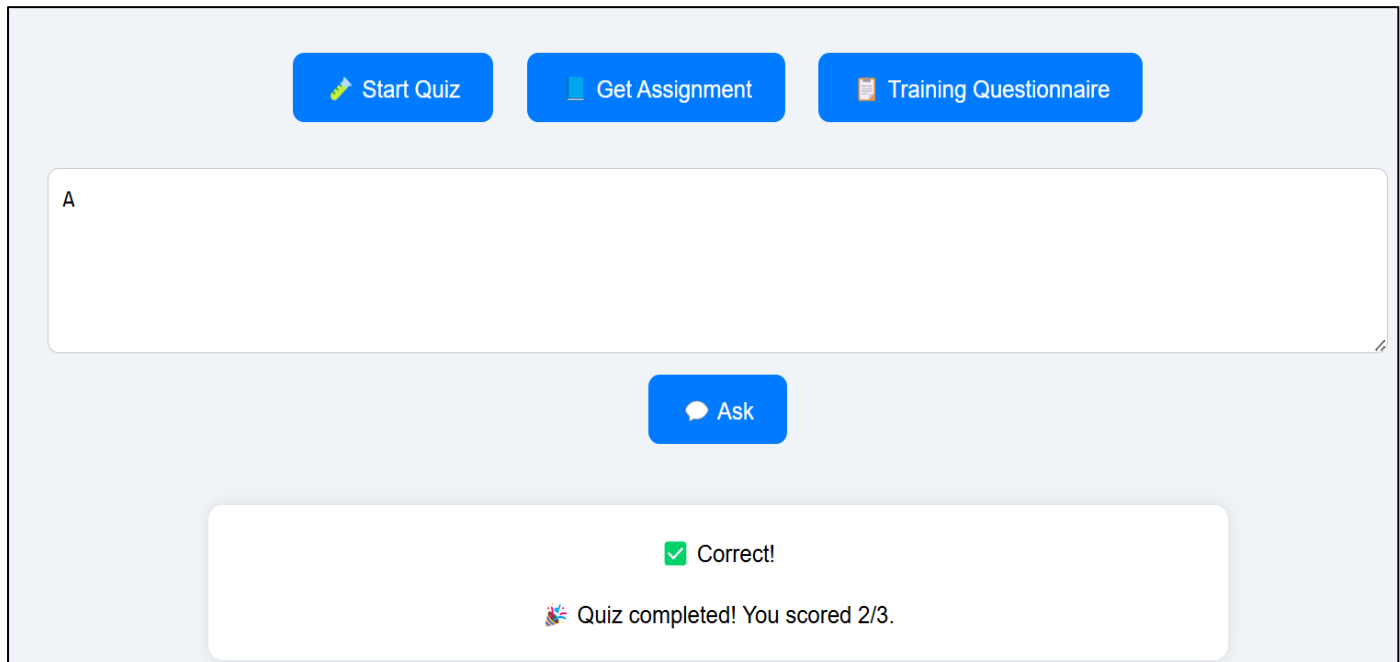 Start Quiz
Get Assignment
Training Questionnaire
A
Ask
Correct!
Quiz completed! You scored 2/3.